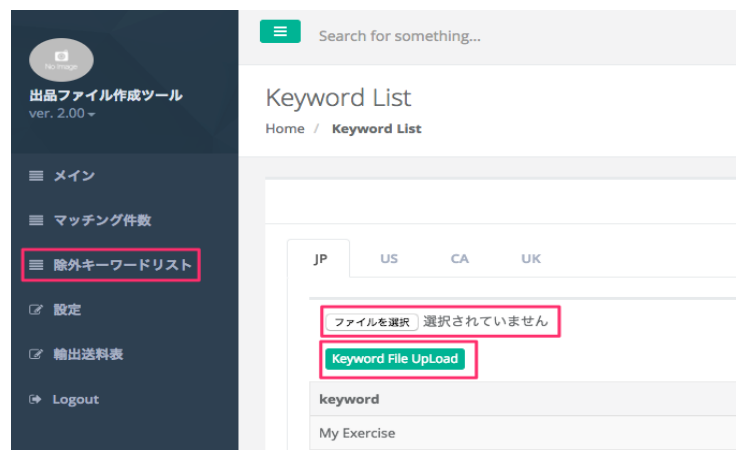 No Image
出品ファイル作成ツール
ver. 2.00
メイン
マッチング件数
除外キーワードリスト
設定
輸出送料表
Logout
Search for something...
Keyword List
Home / Keyword List
JP US CA UK
ファイルを選択 選択されていません
Keyword File UpLoad
keyword
My Exercise